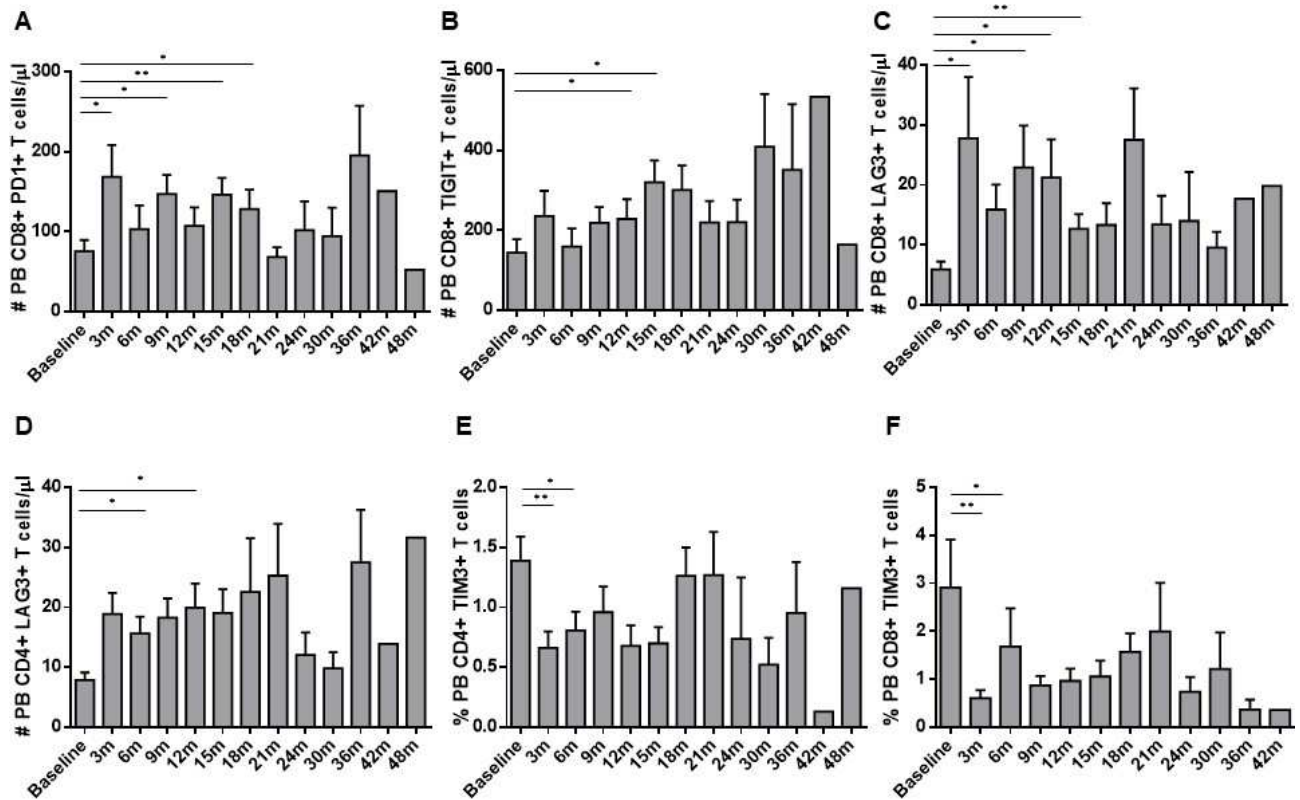 A
# PB CD8+ PD1+ T cells/µl
300
200
100
0
*
**
*
*
Baseline 3m 6m 9m 12m 15m 18m 21m 24m 30m 36m 42m 48m
B
# PB CD8+ TIGIT+ T cells/µl
600
400
200
0
*
*
Baseline 3m 6m 9m 12m 15m 18m 21m 24m 30m 36m 42m 48m
C
# PB CD8+ LAG3+ T cells/µl
40
30
20
10
0
**
*
*
*
Baseline 3m 6m 9m 12m 15m 18m 21m 24m 30m 36m 42m 48m
D
# PB CD4+ LAG3+ T cells/µl
40
30
20
10
0
*
*
Baseline 3m 6m 9m 12m 15m 18m 21m 24m 30m 36m 42m 48m
E
% PB CD4+ TIM3+ T cells
2.0
1.5
1.0
0.5
0.0
*
**
Baseline 3m 6m 9m 12m 15m 18m 21m 24m 30m 36m 42m 48m
F
% PB CD8+ TIM3+ T cells
5
4
3
2
1
0
*
**
Baseline 3m 6m 9m 12m 15m 18m 21m 24m 30m 36m 42m